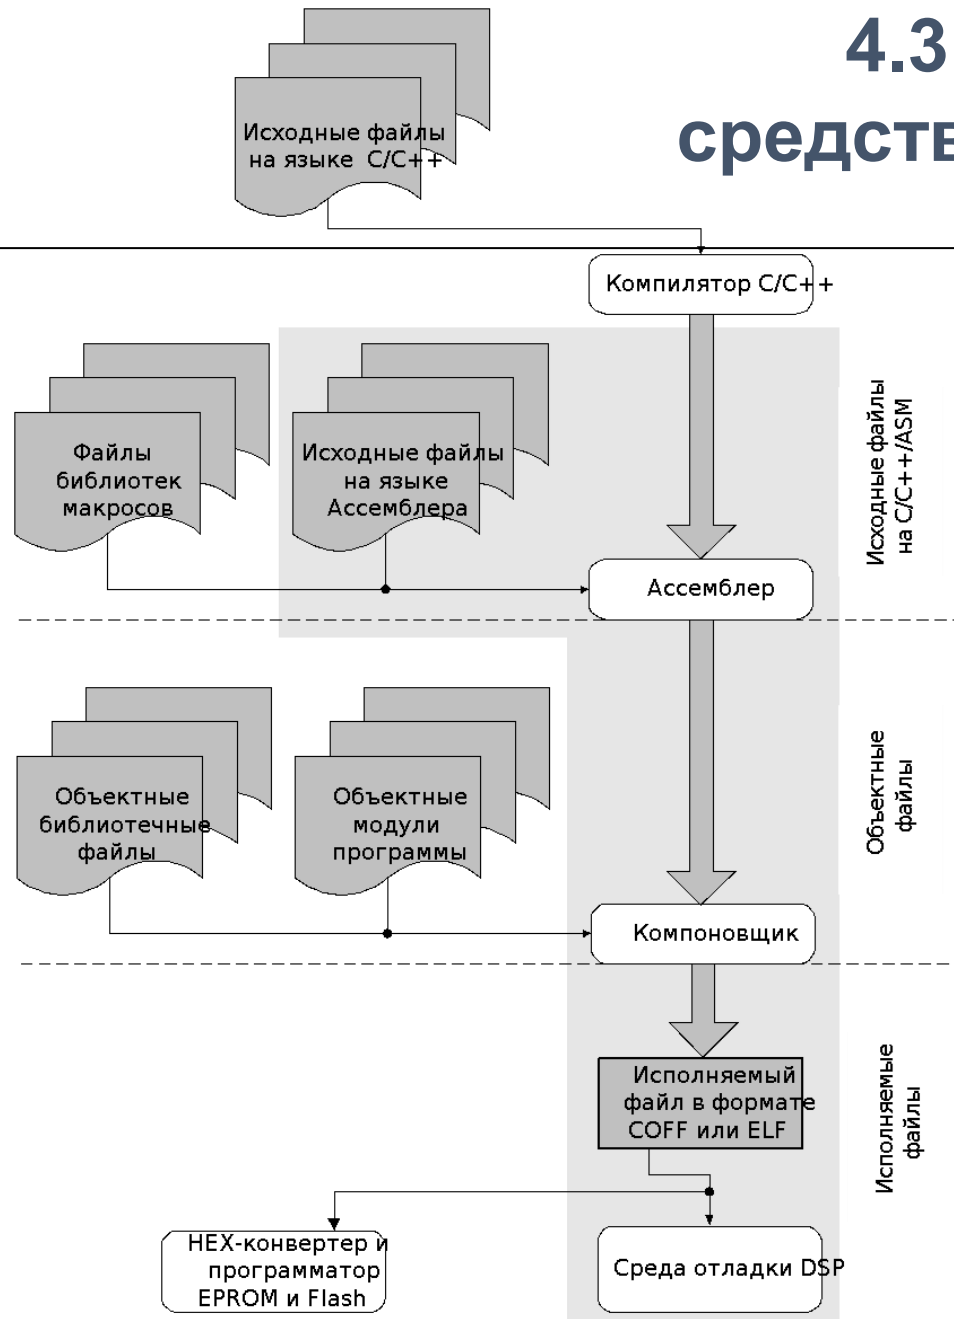 4.3
средств
Исходные файлы
на языке C/C++
Компилятор C/C++
Файлы
библиотек
макросов
Исходные файлы
на языке
Ассемблера
Исходные файлы
на C/C++/ASM
Ассемблер
Объектные
библиотечные
файлы
Объектные
модули
программы
Объектные
файлы
Компоновщик
Исполняемый
файл в формате
COFF или ELF
Исполняемые
файлы
HEX-конвертер и
программатор
EPROM и Flash
Среда отладки DSP